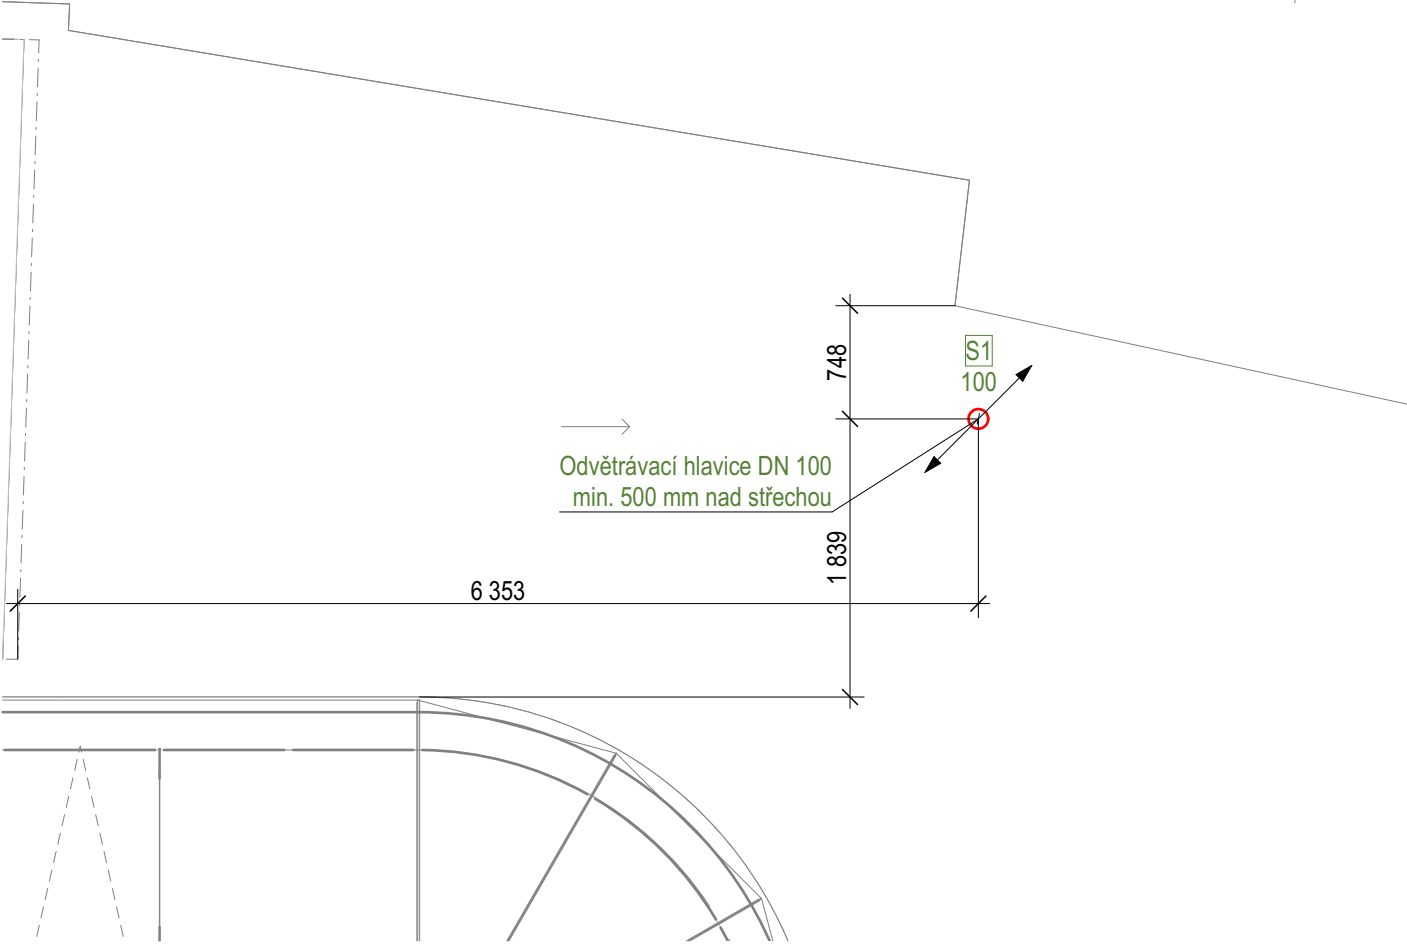 748
S1
100
Odvětrávací hlavice DN 100
min. 500 mm nad střechou
1 839
6 353